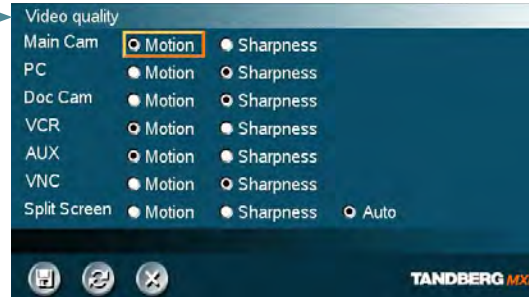 Video quality
Main Cam Motion Sharpness
PC Motion Sharpness
Doc Cam Motion Sharpness
VCR Motion Sharpness
AUX Motion Sharpness
VNC Motion Sharpness
Split Screen Motion Sharpness Auto
TANDBERG MXP